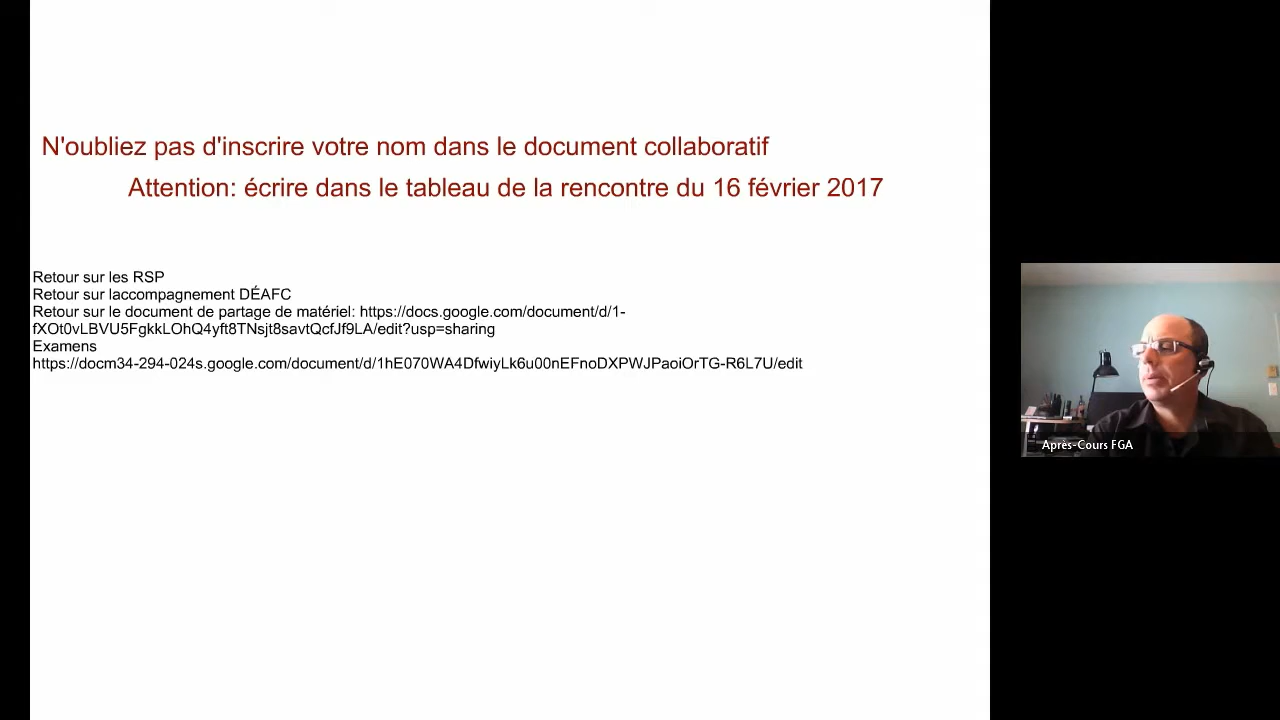 N'oubliez pas d'inscrire votre nom dans le document collaboratif
Attention: écrire dans le tableau de la rencontre du 16 février 2017
Retour sur les RSP
Retour sur laccompagnement DÉAFC
Retour sur le document de partage de matériel: https://docs.google.com/document/d/1-
fXOt0vLBVU5FgkkLOhQ4yft8TNsjt8savtQcfJf9LA/edit?usp=sharing
Examens
https://docm34-294-024s.google.com/document/d/1hE070WA4DfwiyLk6u00nEFnoDXPWJPaoiOrTG-R6L7U/edit
Après-Cours FGA